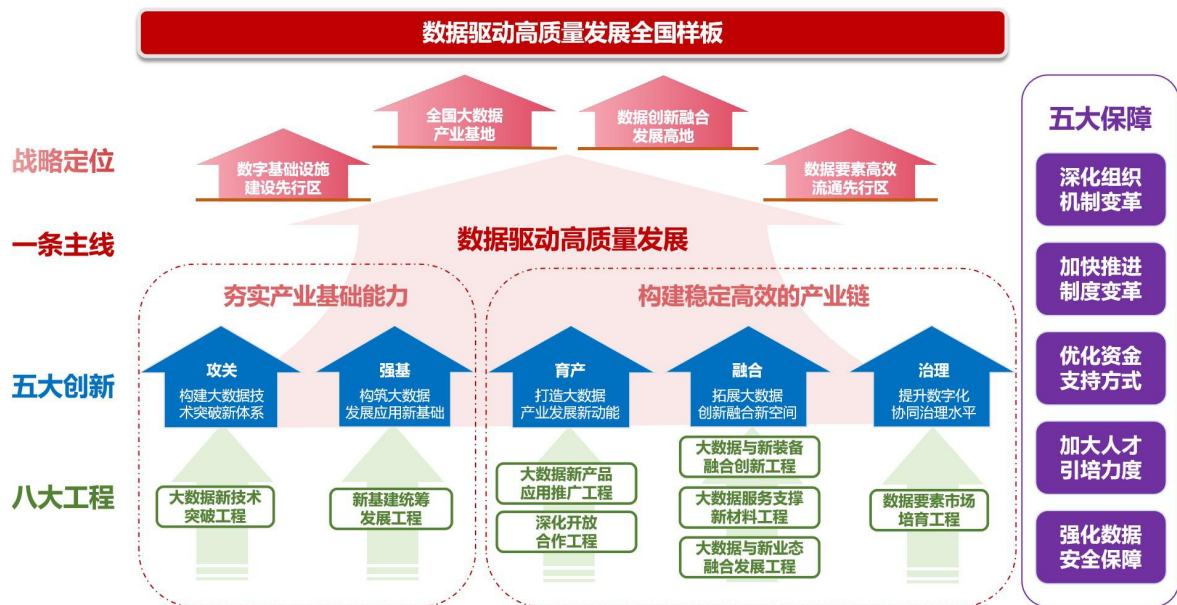 数据驱动高质量发展全国样板
战略定位
数字基础设施
建设先行区
全国大数据
产业基地
数据创新融合
发展高地
数据要素高效
流通先行区
一条主线
数据驱动高质量发展
夯实产业基础能力
构建稳定高效的产业链
五大创新
攻关
构建大数据技
术突破新体系
强基
构筑大数据
发展应用新基础
育产
打造大数据
产业发展新动能
融合
拓展大数据
创新融合新空间
治理
提升数字化
协同治理水平
八大工程
大数据新技术
突破工程
新基建统筹
发展工程
大数据新产品
应用推广工程
深化开放
合作工程
大数据与新装备
融合创新工程
大数据服务支撑
新材料工程
大数据与新业态
融合发展工程
数据要素市场
培育工程
五大保障
深化组织
机制变革
加快推进
制度变革
优化资金
支持方式
加大人才
引培力度
强化数据
安全保障